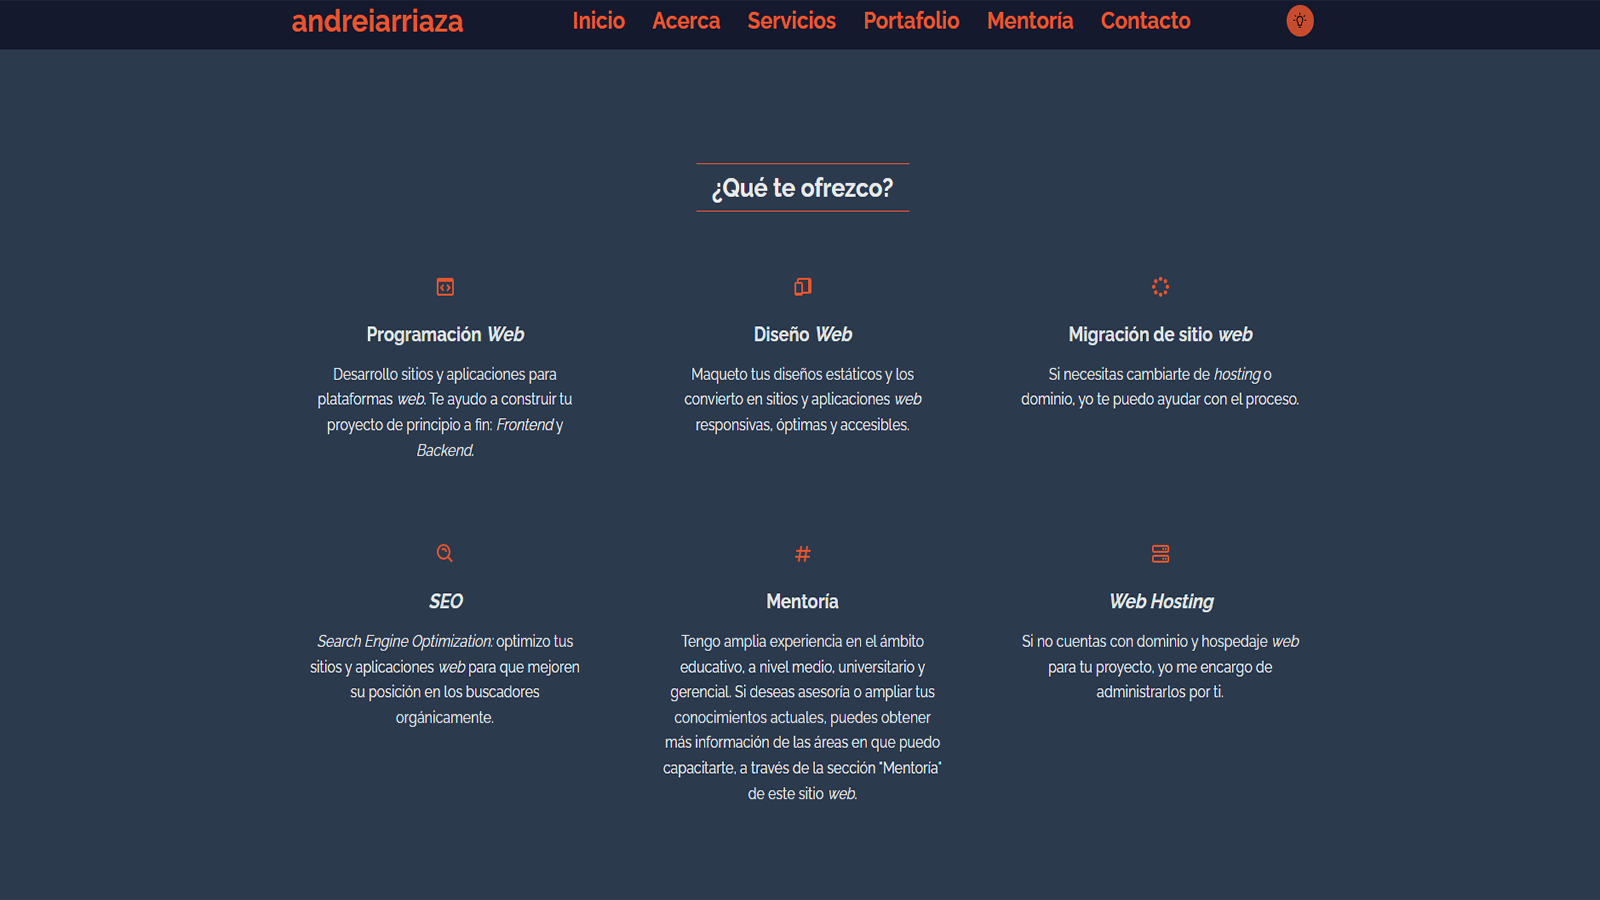 andreiarriaza
Inicio Acerca Servicios Portafolio Mentoría Contacto
¿Qué te ofrezco?
Programación Web
Desarrollo sitios y aplicaciones para
plataformas web. Te ayudo a construir tu
proyecto de principio a fin: Frontend y
Backend.
Diseño Web
Maqueto tus diseños estáticos y los
convierto en sitios y aplicaciones web
responsivas, óptimas y accesibles.
Migración de sitio web
Si necesitas cambiarte de hosting o
dominio, yo te puedo ayudar con el proceso.
SEO
Search Engine Optimization: optimizo tus
sitios y aplicaciones web para que mejoren
su posición en los buscadores
orgánicamente.
Mentoría
Tengo amplia experiencia en el ámbito
educativo, a nivel medio, universitario y
gerencial. Si deseas asesoría o ampliar tus
conocimientos actuales, puedes obtener
más información de las áreas en que puedo
capacitarte, a través de la sección "Mentoría"
de este sitio web.
Web Hosting
Si no cuentas con dominio y hospedaje web
para tu proyecto, yo me encargo de
administrarlos por ti.